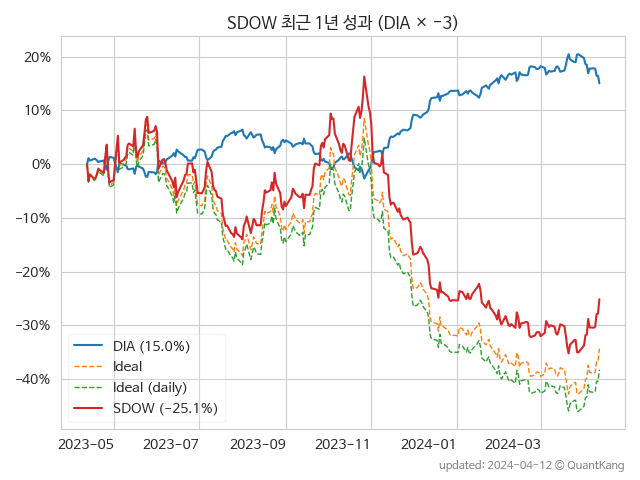 SDOW 최근 1년 성과 (DIA × −3)
20%
10%
0%
−10%
−20%
−30%
−40%
DIA (15.0%)
Ideal
Ideal (daily)
SDOW (−25.1%)
2023-05
2023-07
2023-09
2023-11
2024-01
2024-03
updated: 2024-04-12 © QuantKang